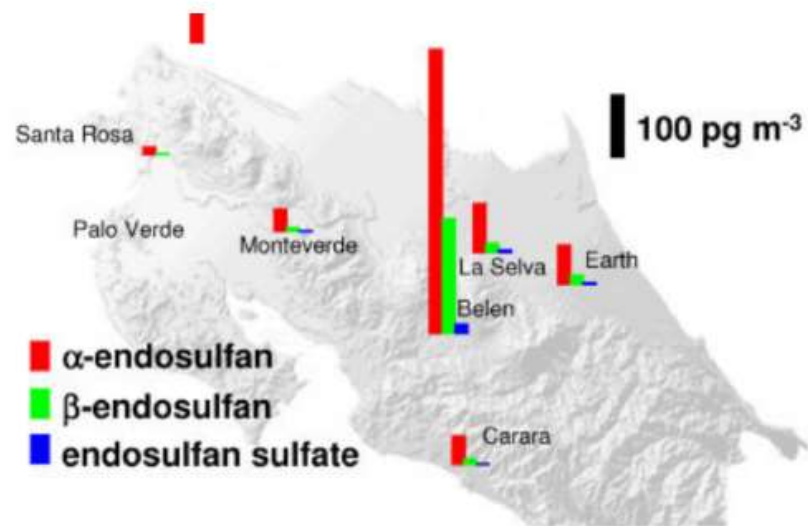 100 pg m⁻³
Santa Rosa
Palo Verde
Monteverde
La Selva
Earth
Belen
α-endosulfan
β-endosulfan
endosulfan sulfate
Carara